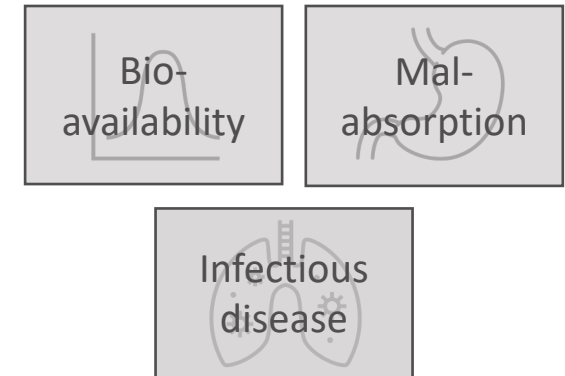 Bio-
availability
Mal-
absorption
Infectious
disease